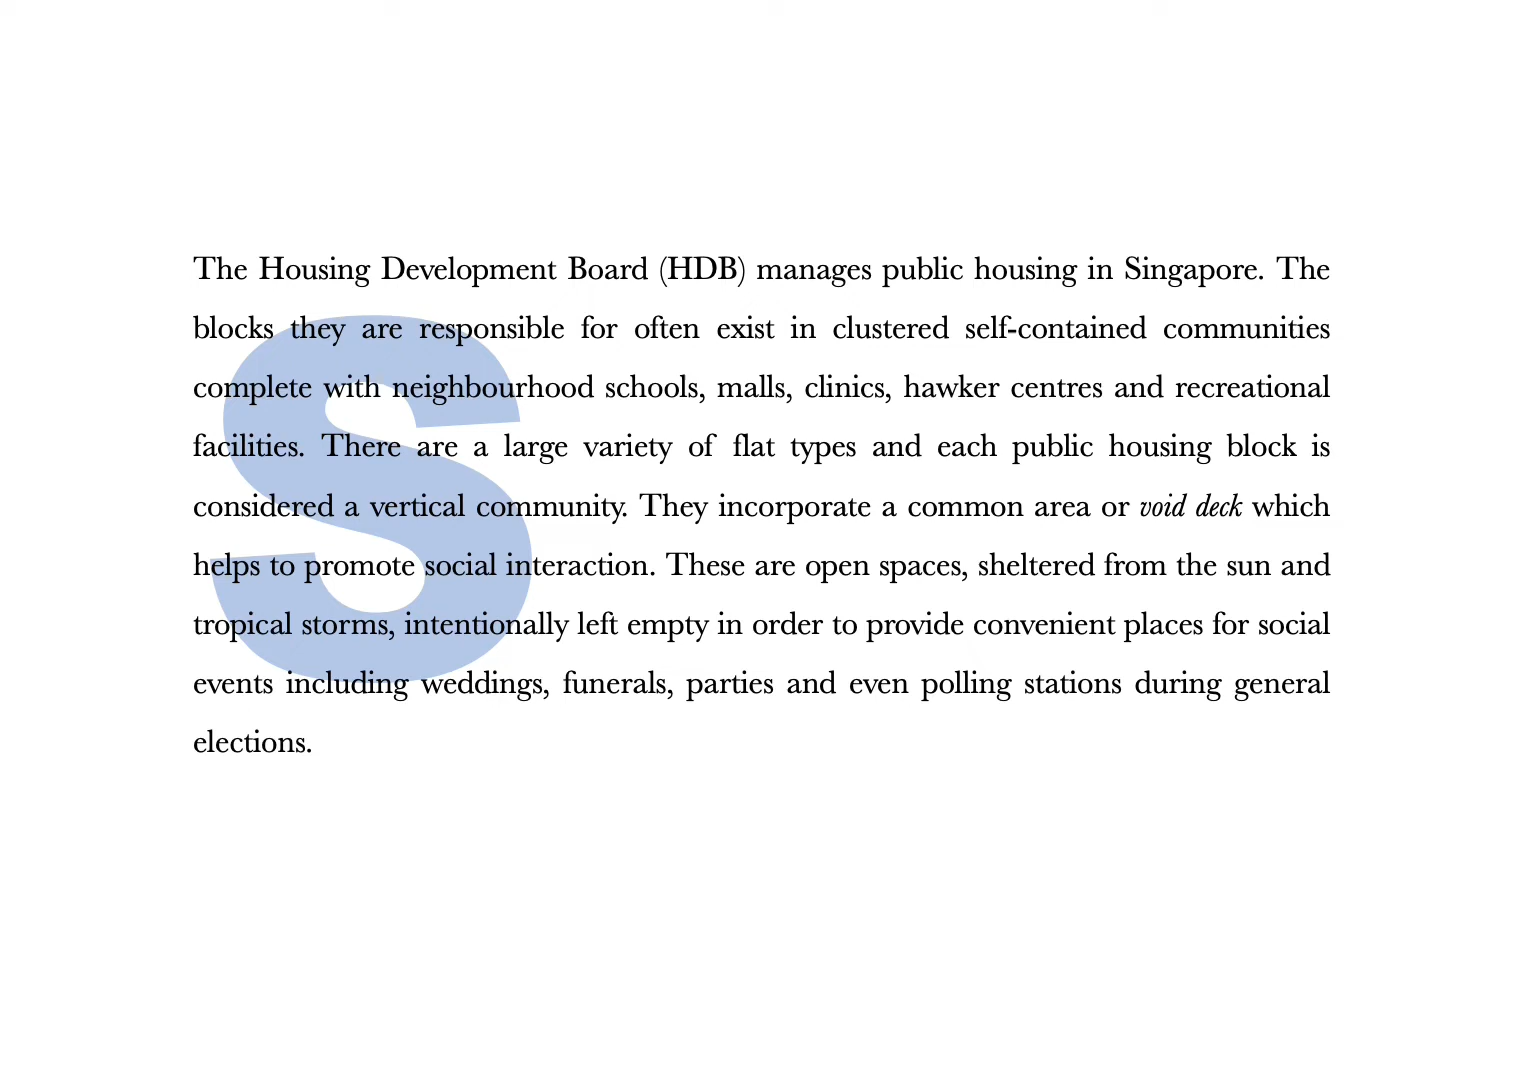 The Housing Development Board (HDB) manages public housing in Singapore. The
blocks they are responsible for often exist in clustered self-contained communities
complete with neighbourhood schools, malls, clinics, hawker centres and recreational
facilities. There are a large variety of flat types and each public housing block is
considered a vertical community. They incorporate a common area or void deck which
helps to promote social interaction. These are open spaces, sheltered from the sun and
tropical storms, intentionally left empty in order to provide convenient places for social
events including weddings, funerals, parties and even polling stations during general
elections.
S